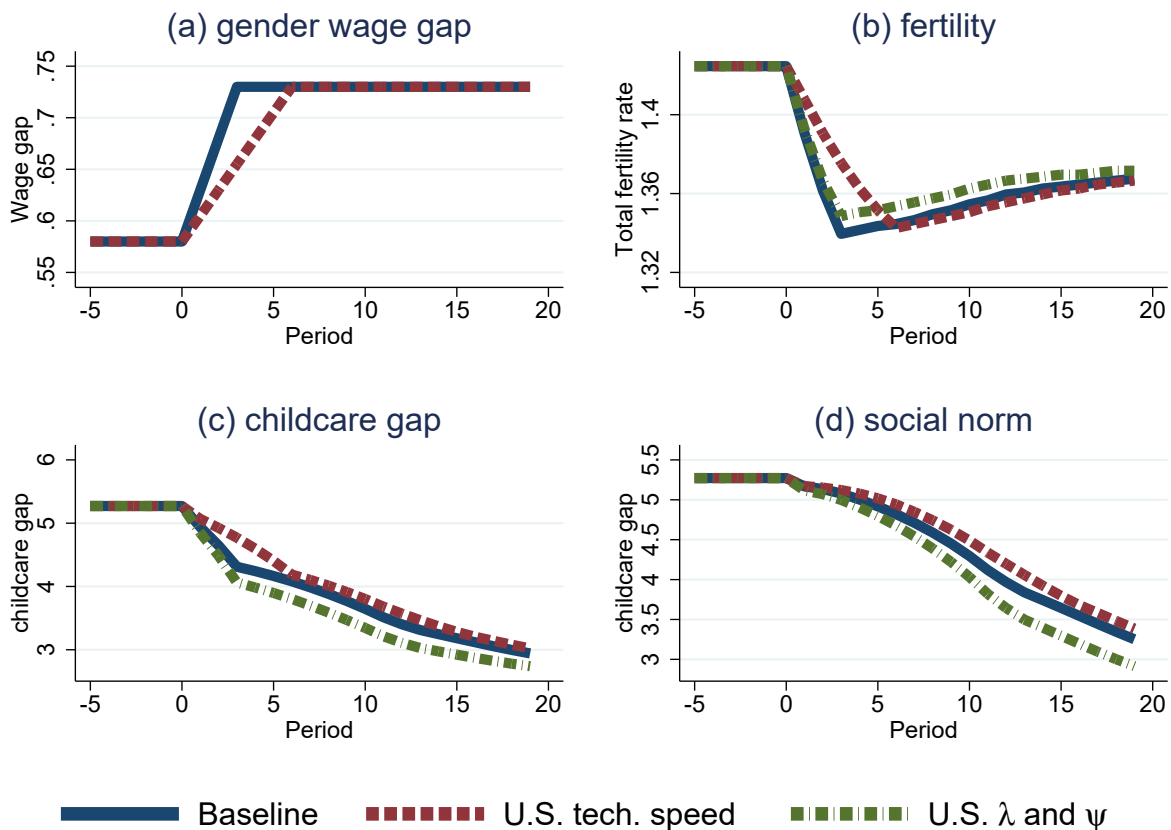 (a) gender wage gap
Wage gap
.75
.7
.65
.6
.55
-5 0 5 10 15 20
Period
(b) fertility
Total fertility rate
1.4
1.36
1.32
-5 0 5 10 15 20
Period
(c) childcare gap
childcare gap
6
5
4
3
-5 0 5 10 15 20
Period
(d) social norm
childcare gap
5.5
5
4.5
4
3.5
3
-5 0 5 10 15 20
Period
Baseline U.S. tech. speed U.S. λ and ψ